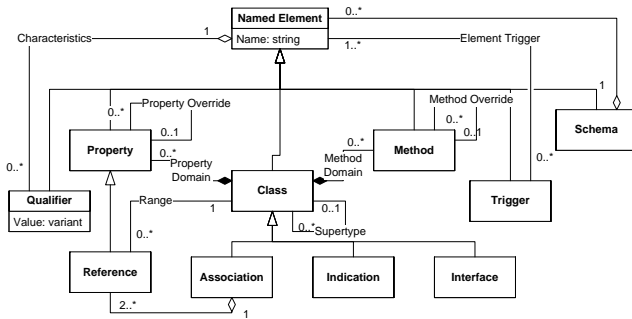 Named Element
0..*
1
Characteristics
Name: string
1..*
Element Trigger
1
Property Override
Method Override
0..*
0..*
0..1
0..1
Schema
Property
0..*
0..*
Method
Property
Domain
Method
Domain
0..*
0..*
Class
Qualifier
Trigger
Value: variant
Range
1
0..1
0..*
0..*
Supertype
Reference
Association
Indication
Interface
2..*
1